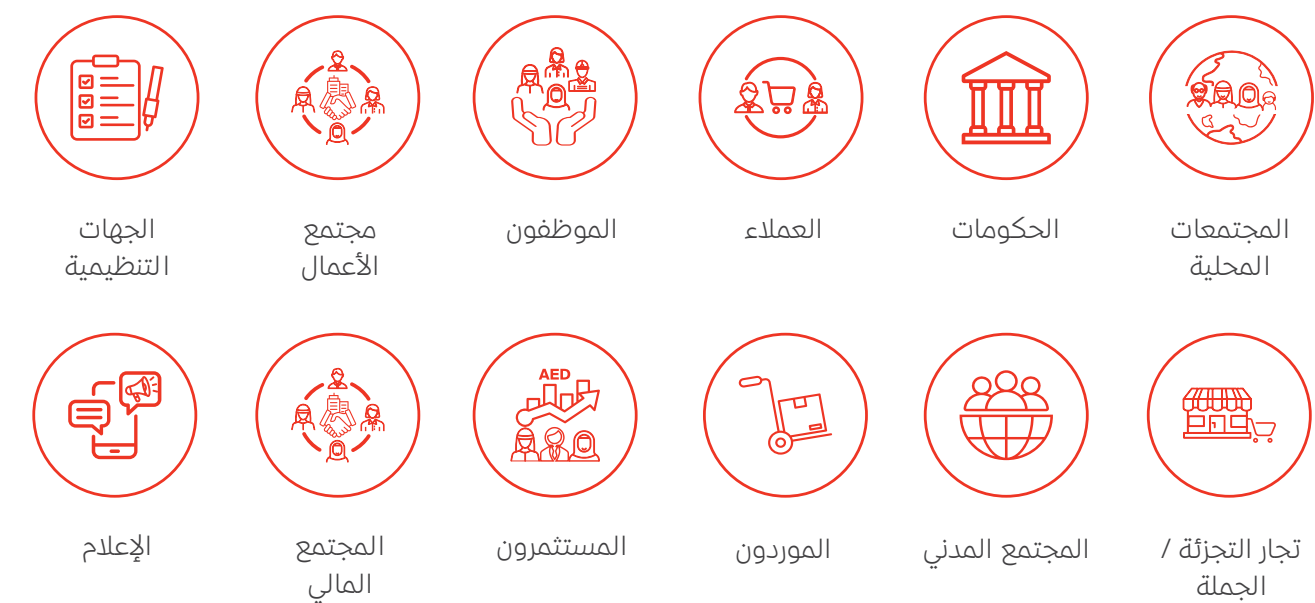 المجتمعات
المحلية
الحكومات
العملاء
الموظفون
مجتمع
الأعمال
الجهات
التنظيمية
تجار التجزئة /
الجملة
المجتمع المدني
الموردون
AED
المستثمرون
المجتمع
المالي
الإعلام